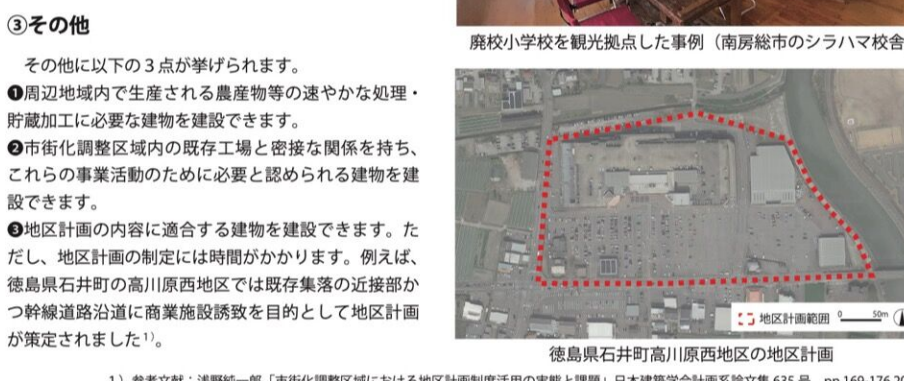 ③その他
その他に以下の3点が挙げられます。
❶周辺地域内で生産される農産物等の速やかな処理・
貯蔵加工に必要な建物を建設できます。
❷市街化調整区域内の既存工場と密接な関係を持ち、
これらの事業活動のために必要と認められる建物を建
設できます。
❸地区計画の内容に適合する建物を建設できます。た
だし、地区計画の制定には時間がかかります。例えば、
徳島県石井町の高川原西地区では既存集落の近接部か
つ幹線道路沿道に商業施設誘致を目的として地区計画
が策定されました¹⁾。
廃校小学校を観光拠点した事例（南房総市のシラハマ校舎
地区計画範囲 0 50m
徳島県石井町高川原西地区の地区計画
1）参考文献：浅野純一郎「市街化調整区域における地区計画制度活用の実態と課題」日本建築学会計画系論文集 635 号、pp.169-176